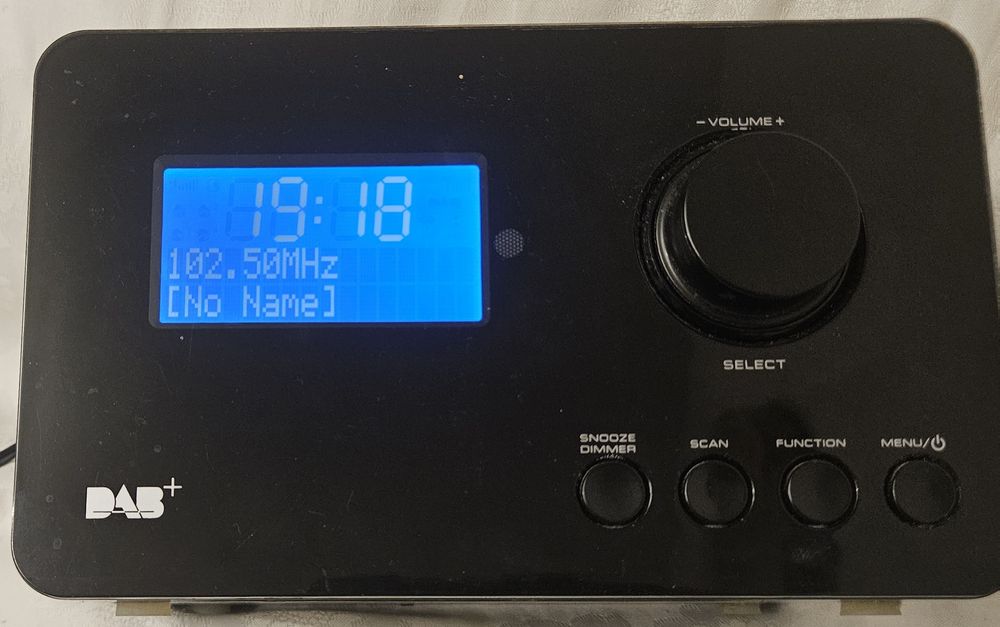 19:18
102.50MHz
[No Name]
-VOLUME+
SELECT
SNOOZE
DIMMER
SCAN
FUNCTION
MENU/⏻
DAB+